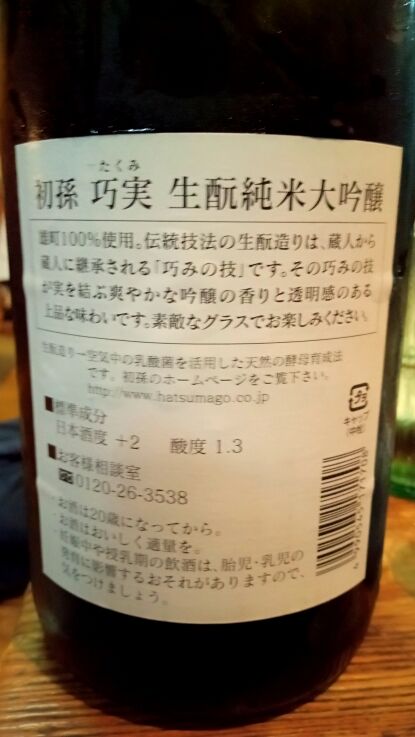 たくみ
初孫 巧実 生酛純米大吟醸
雄町100%使用。伝統技法の生酛造りは、蔵人から
蔵人に継承される「巧みの技」です。その巧みの技
が実を結ぶ爽やかな吟醸の香りと透明感のある
上品な味わいです。素敵なグラスでお楽しみください。
生酛造り─空気中の乳酸菌を活用した天然の酵母育成法
です。初孫のホームページをご覧下さい。
http://www.hatsumago.co.jp
■標準成分
日本酒度 +2 酸度 1.3
■お客様相談室
0120-26-3538
お酒は20歳になってから。
お酒はおいしく適量を。
妊娠中や授乳期の飲酒は、胎児・乳児の
発育に影響するおそれがありますので、
気をつけましょう。
プラ
キャップ
(中栓)